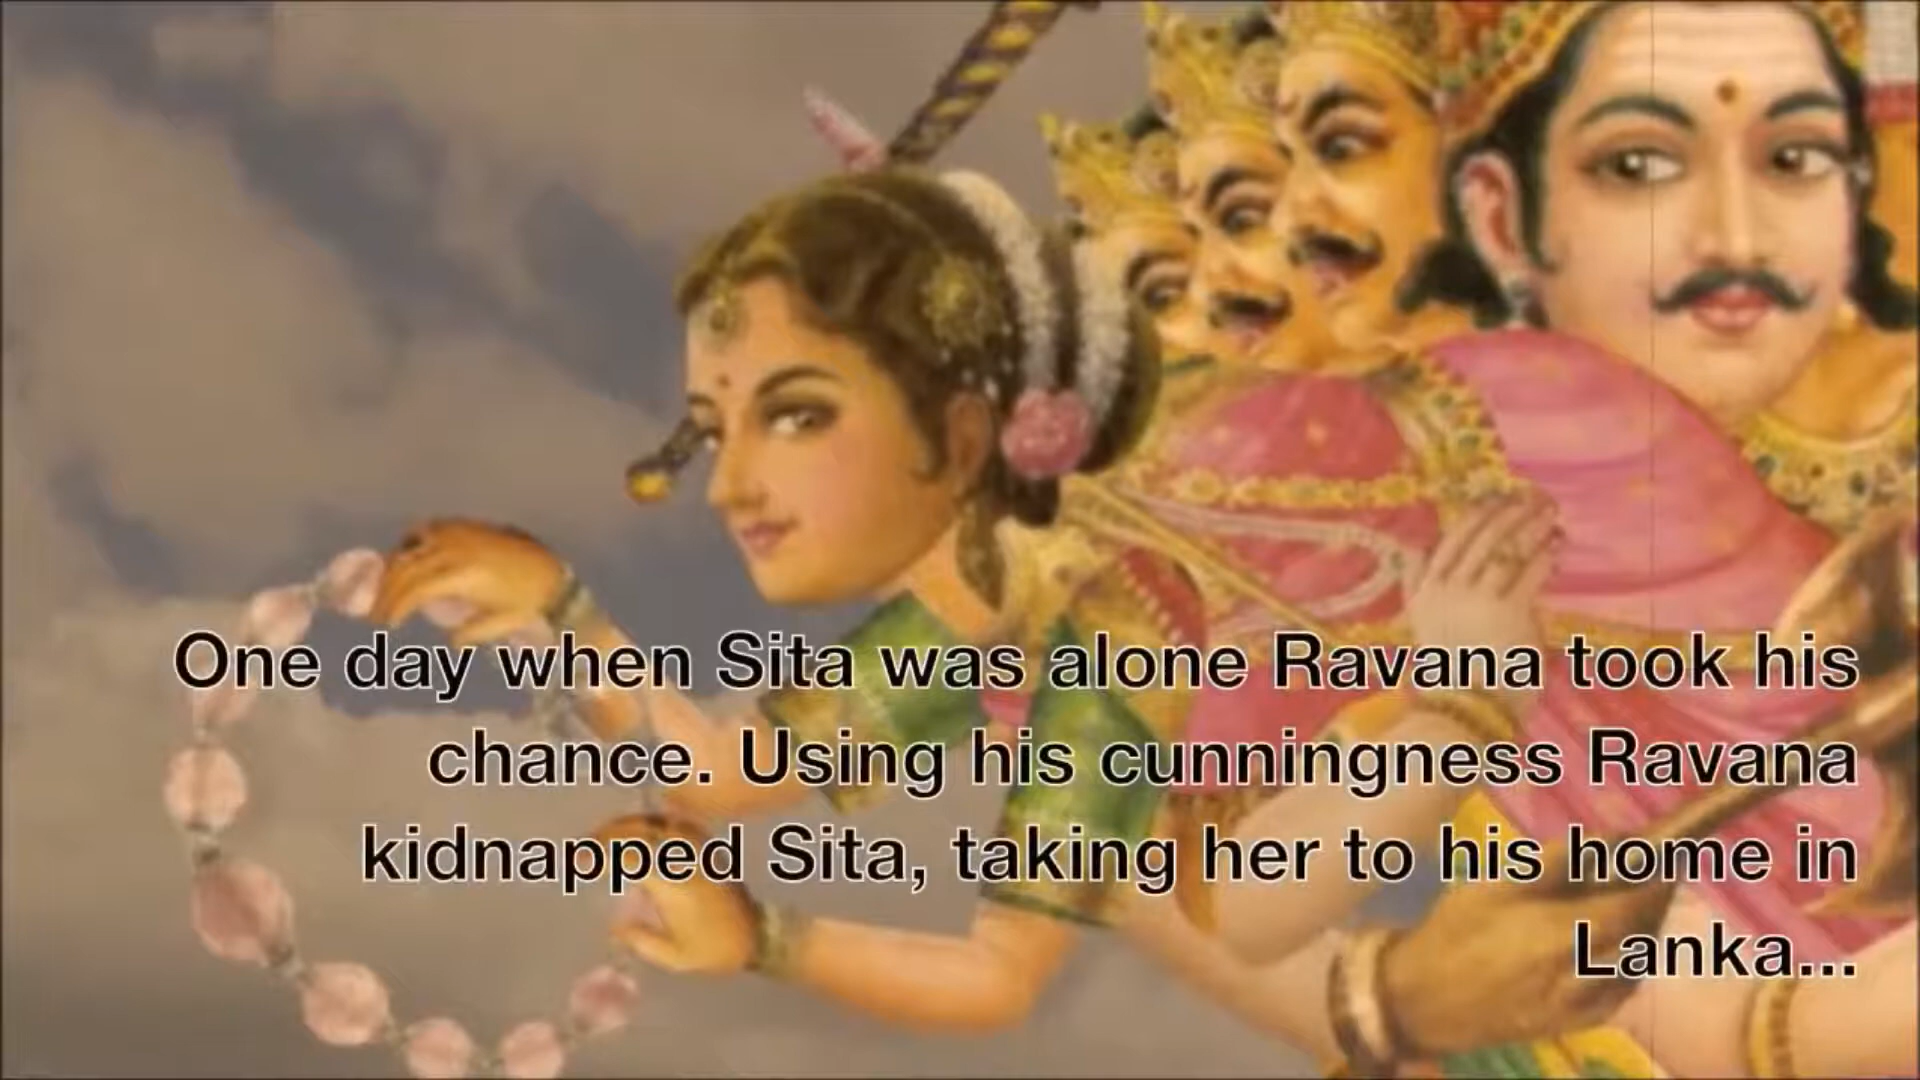 One day when Sita was alone Ravana took his
chance. Using his cunningness Ravana
kidnapped Sita, taking her to his home in
Lanka...